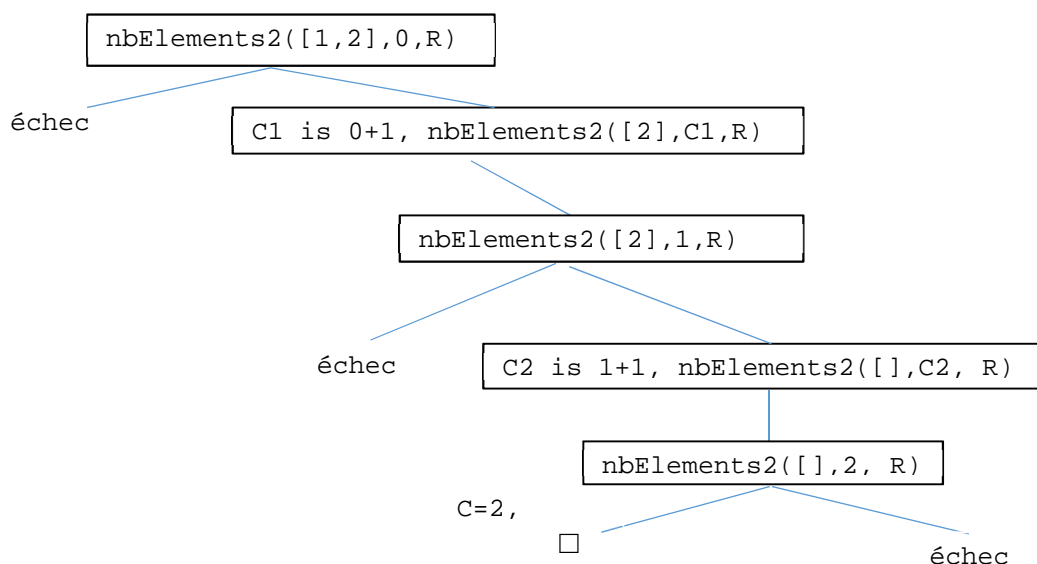 nbElements2([1,2],0,R)
échec
C1 is 0+1, nbElements2([2],C1,R)
nbElements2([2],1,R)
échec
C2 is 1+1, nbElements2([],C2, R)
nbElements2([],2, R)
C=2,
□
échec